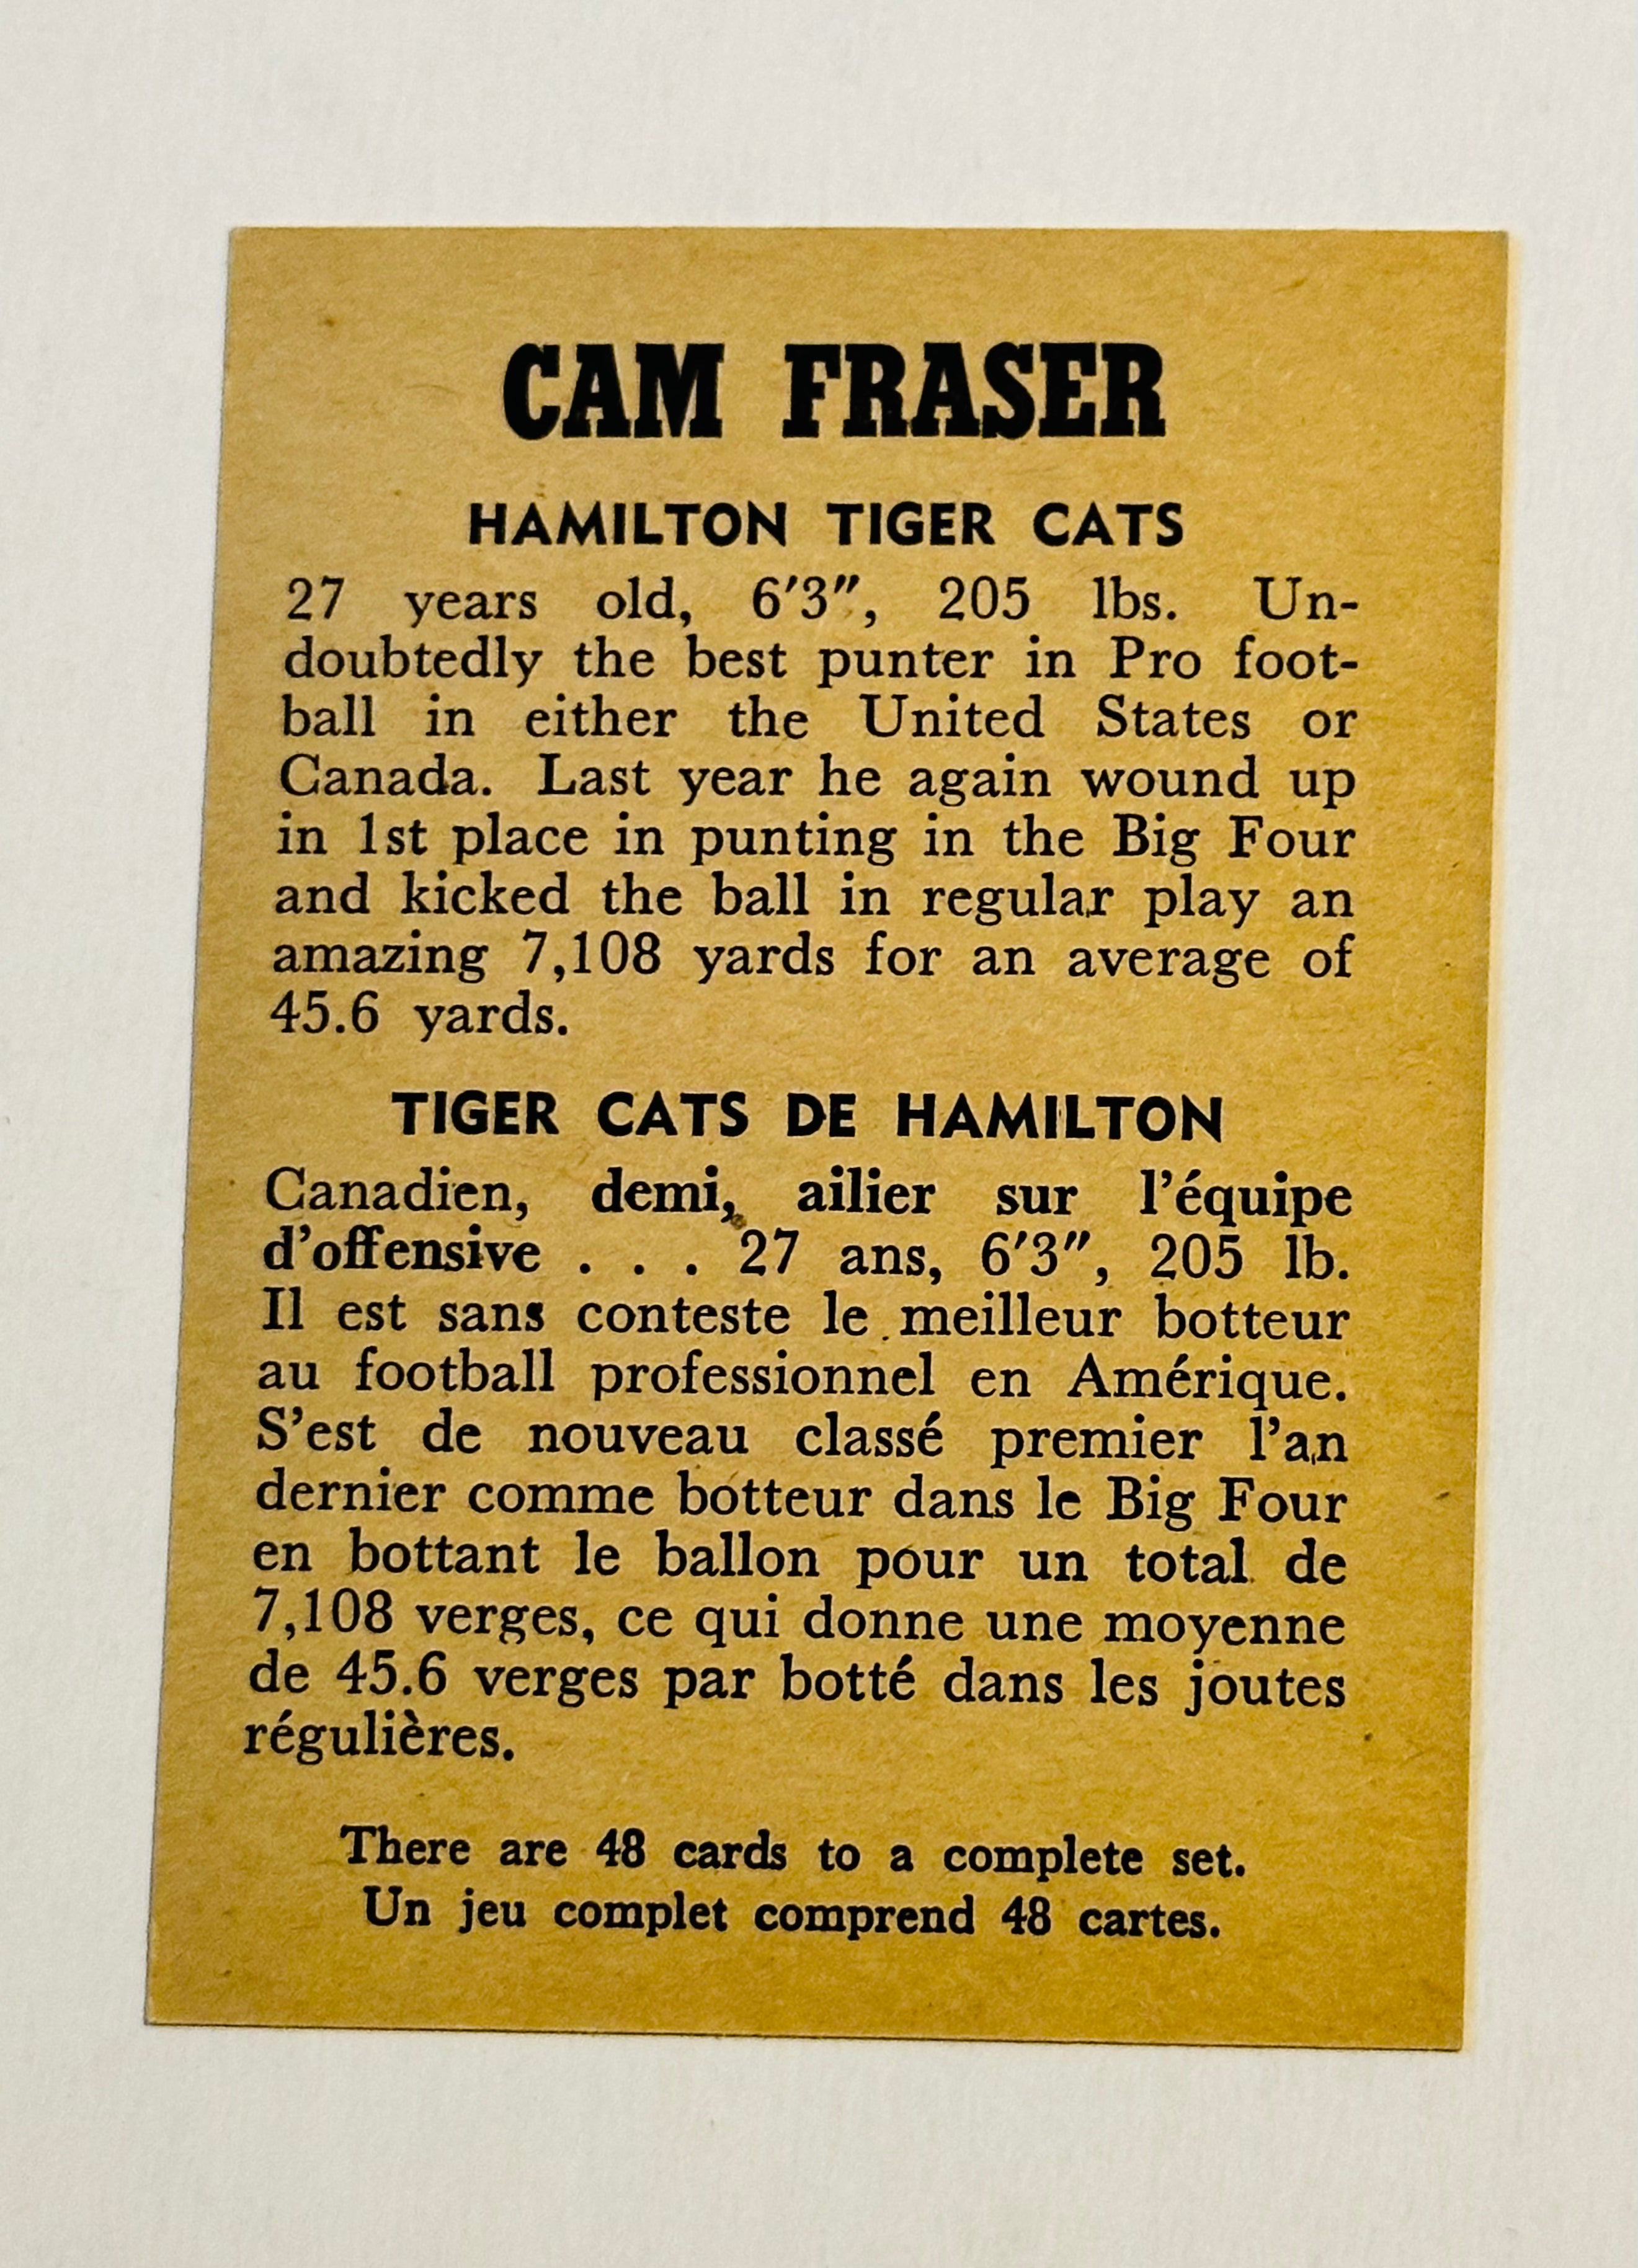 CAM FRASER
HAMILTON TIGER CATS
27 years old, 6'3", 205 lbs. Un-
doubtedly the best punter in Pro foot-
ball in either the United States or
Canada. Last year he again wound up
in 1st place in punting in the Big Four
and kicked the ball in regular play an
amazing 7,108 yards for an average of
45.6 yards.
TIGER CATS DE HAMILTON
Canadien, demi, ailier sur l'équipe
d'offensive . . . 27 ans, 6'3", 205 lb.
Il est sans conteste le meilleur botteur
au football professionnel en Amérique.
S'est de nouveau classé premier l'an
dernier comme botteur dans le Big Four
en bottant le ballon pour un total de
7,108 verges, ce qui donne une moyenne
de 45.6 verges par botté dans les joutes
régulières.
There are 48 cards to a complete set.
Un jeu complet comprend 48 cartes.